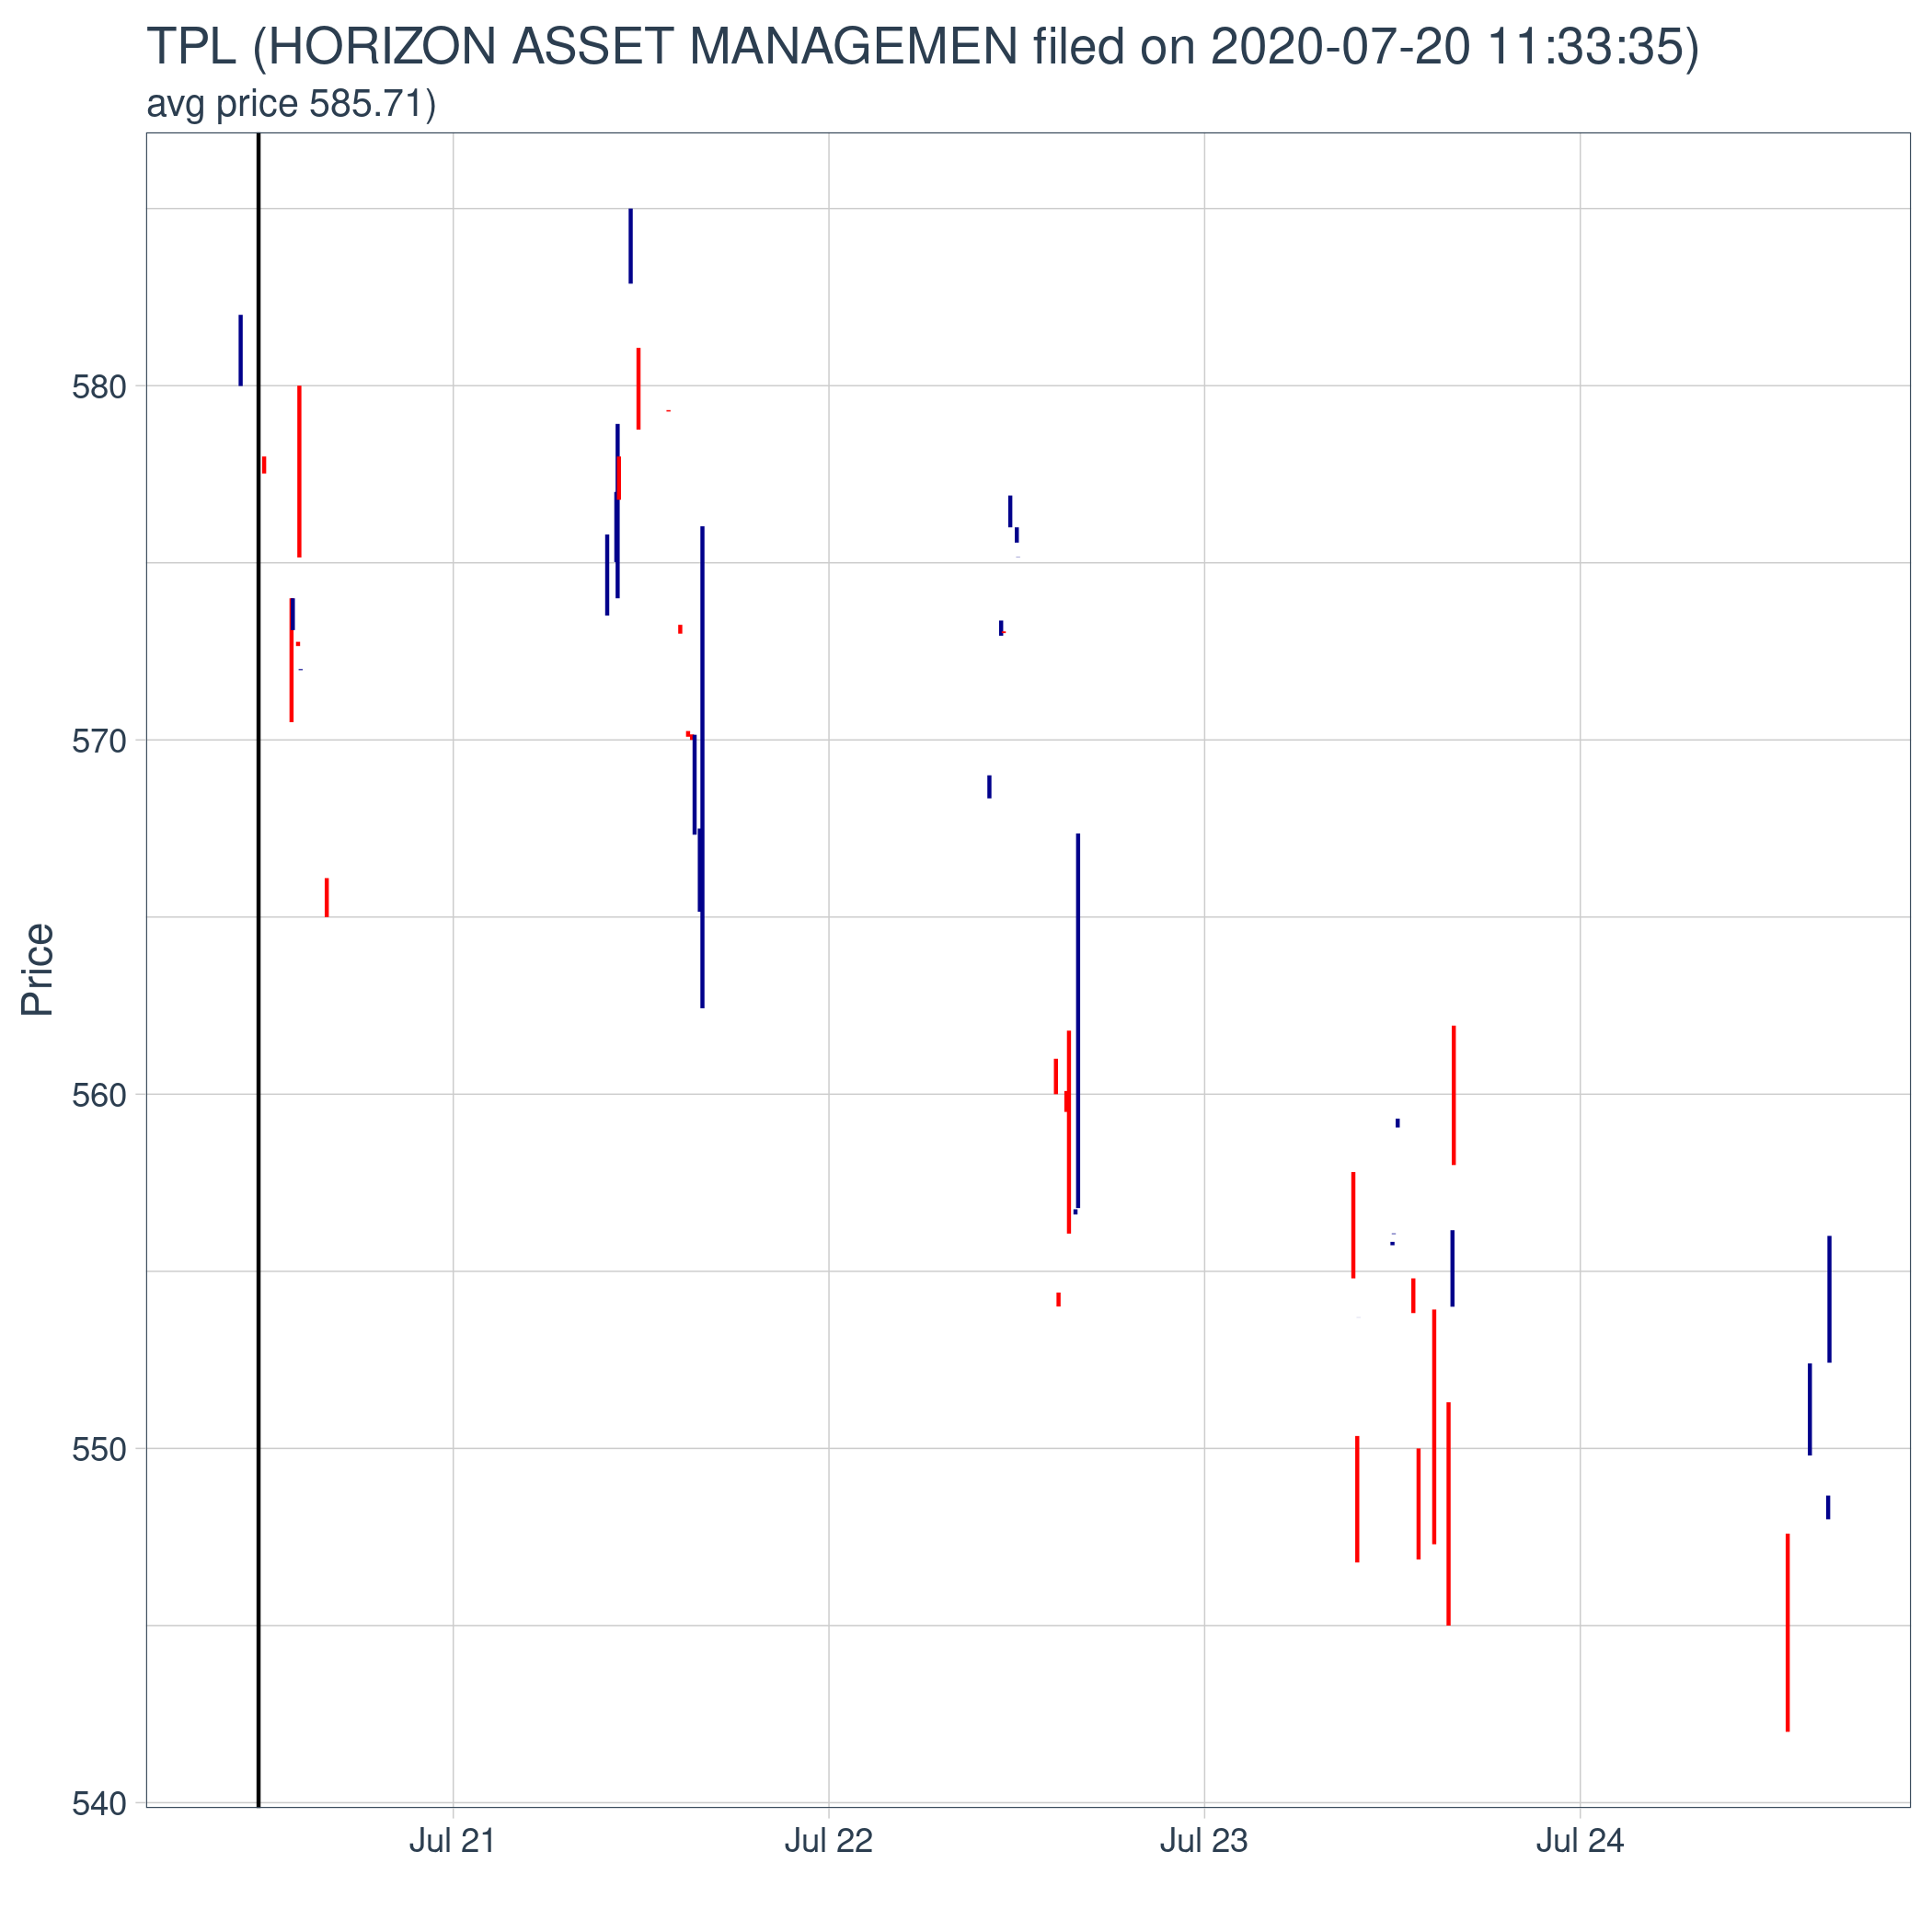 TPL (HORIZON ASSET MANAGEMEN filed on 2020-07-20 11:33:35)
avg price 585.71)
580
570
Price
560
550
540
Jul 21 Jul 22 Jul 23 Jul 24